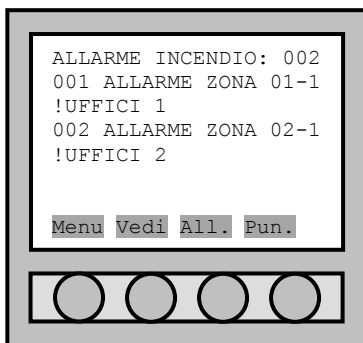 ALLARME INCENDIO: 002
001 ALLARME ZONA 01-1
!UFFICI 1
002 ALLARME ZONA 02-1
!UFFICI 2
Menu Vedi All. Pun.